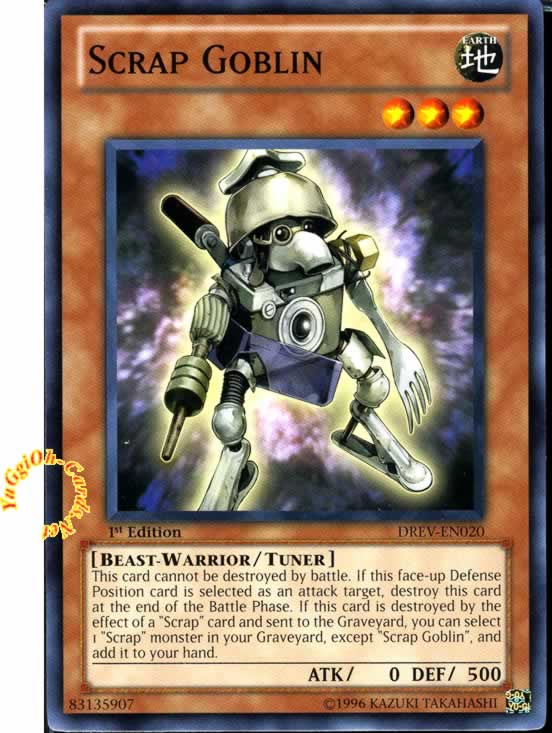 SCRAP GOBLIN
EARTH
地
YuGgiOh-Cards.Net
1st Edition
DREV-EN020
[BEAST-WARRIOR/TUNER]
This card cannot be destroyed by battle. If this face-up Defense
Position card is selected as an attack target, destroy this card
at the end of the Battle Phase. If this card is destroyed by the
effect of a "Scrap" card and sent to the Graveyard, you can select
1 "Scrap" monster in your Graveyard, except "Scrap Goblin", and
add it to your hand.
ATK/ 0 DEF/ 500
83135907
©1996 KAZUKI TAKAHASHI